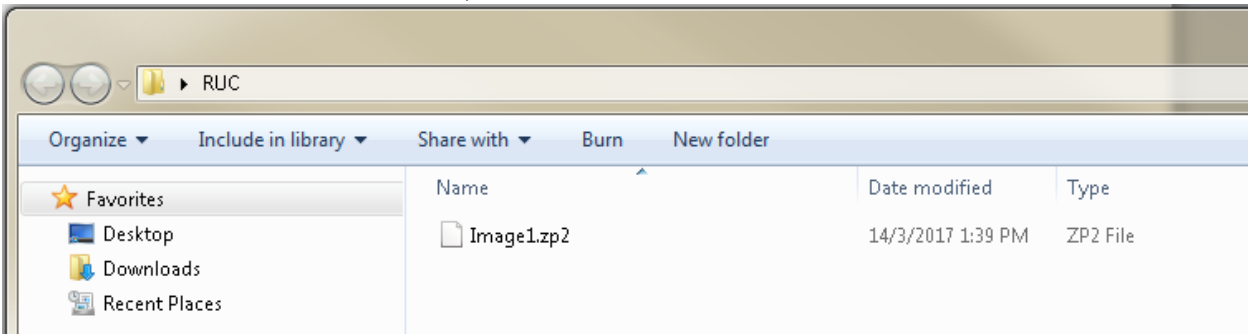 RUC
Organize Include in library Share with Burn New folder
Favorites
Desktop
Downloads
Recent Places
Name Date modified Type
Image1.zp2 14/3/2017 1:39 PM ZP2 File